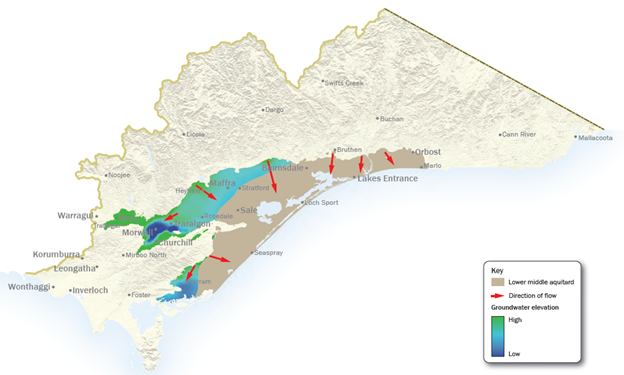 Swifts Creek
Dargo
Buchan
Licola
Cann River
Mallacoota
Bruthen
Orbost
Noojee
Bairnsdale
Marlo
Maffra
Lakes Entrance
Stratford
Loch Sport
Warragul
Rosedale
Sale
Traralgon
Churchill
Korumburra
Mirboo North
Seaspray
Leongatha
Wonthaggi
Inverloch
Foster
Key
Lower middle aquitard
Direction of flow
Groundwater elevation
High
Low